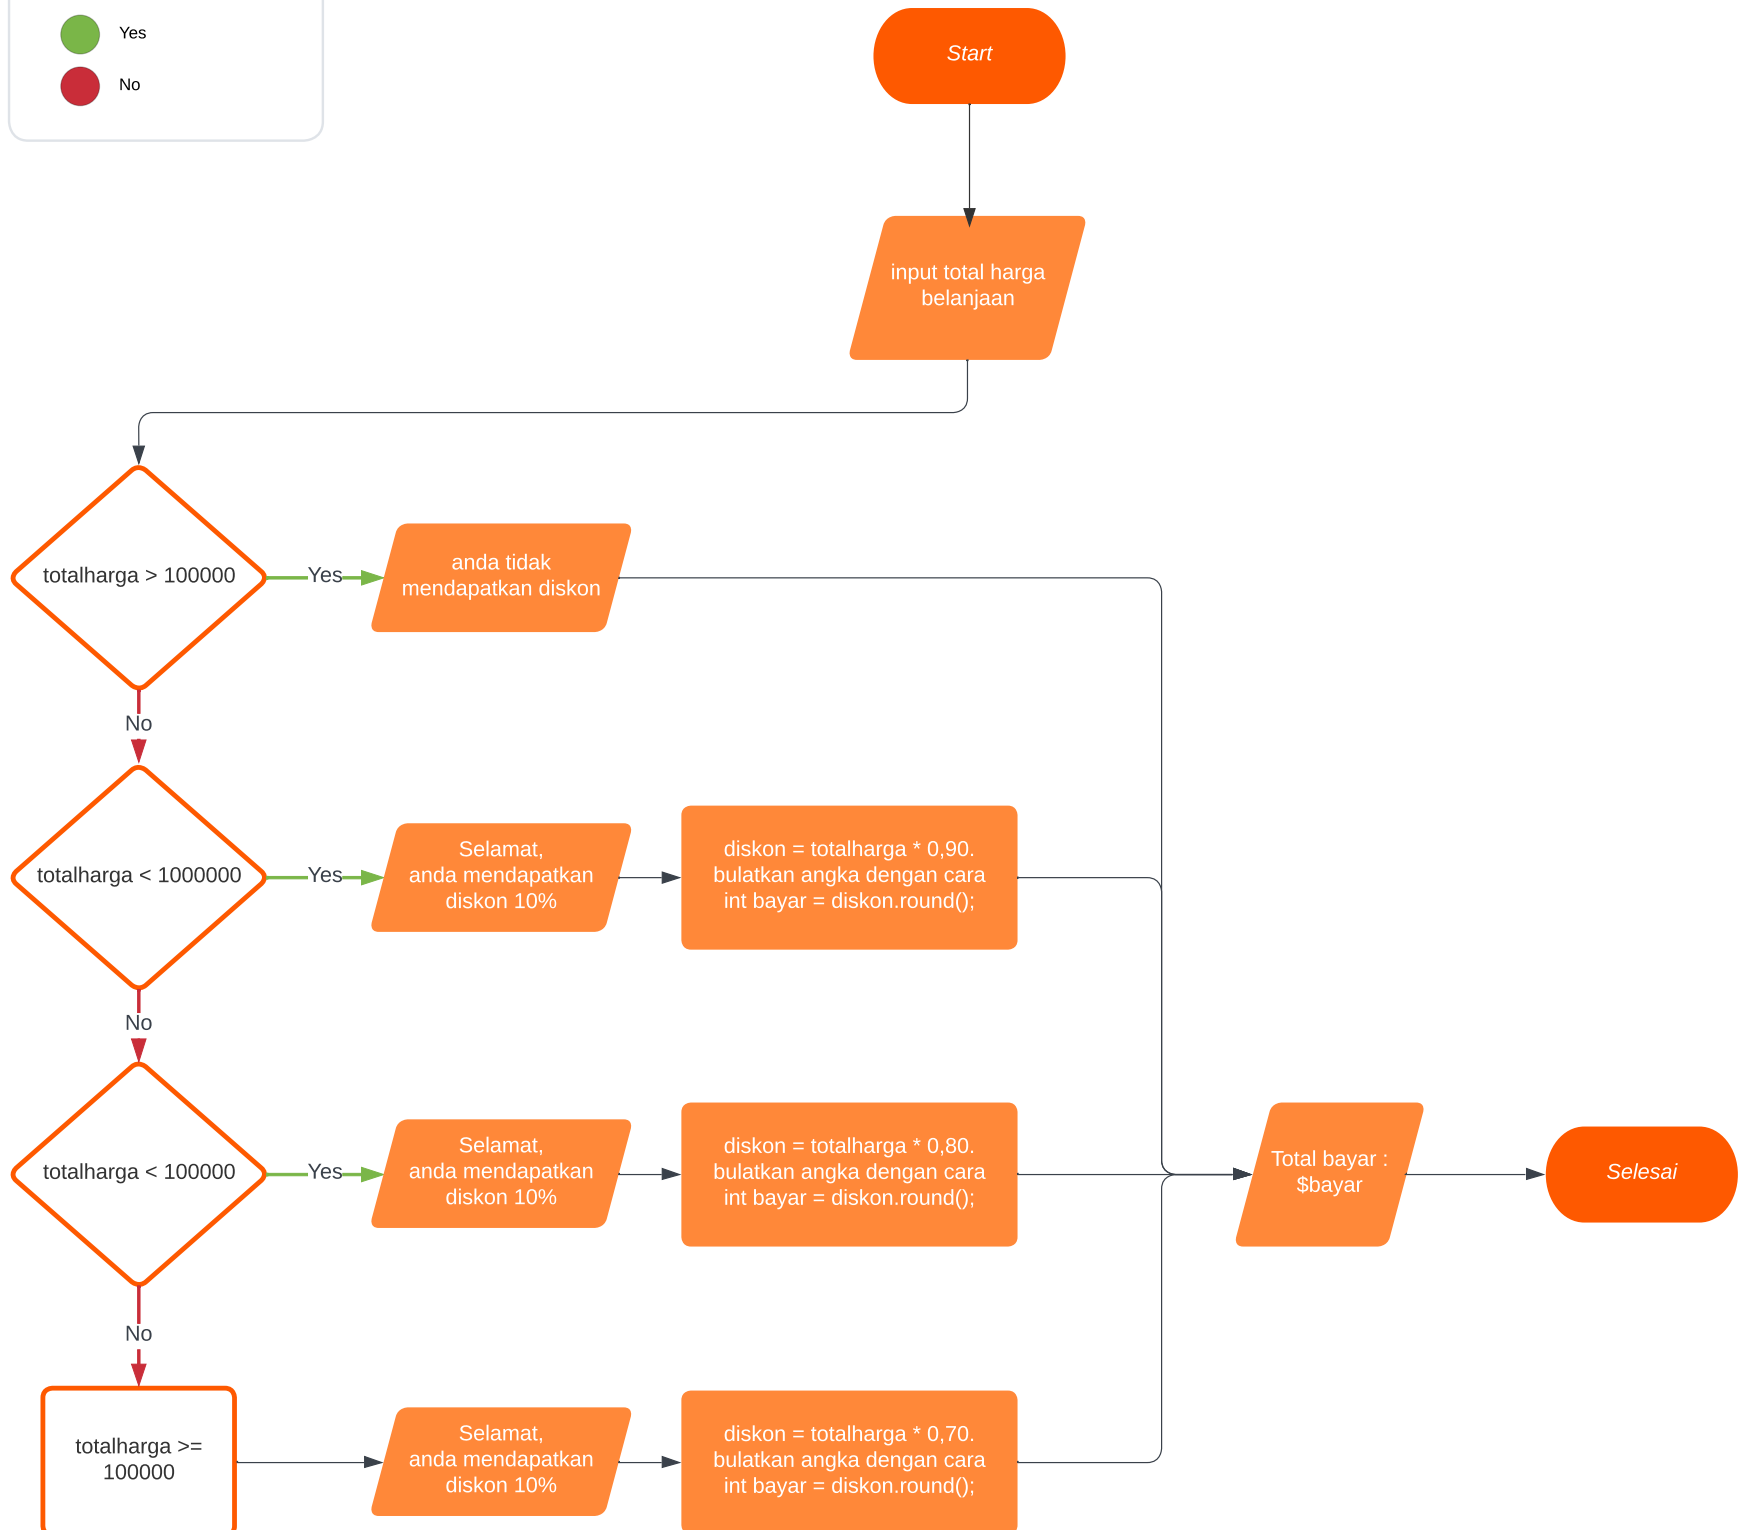 Yes
No
Start
input total harga
belanjaan
totalharga > 100000
Yes
anda tidak
mendapatkan diskon
No
totalharga < 1000000
Yes
Selamat,
anda mendapatkan
diskon 10%
diskon = totalharga * 0,90.
bulatkan angka dengan cara
int bayar = diskon.round();
No
totalharga < 100000
Yes
Selamat,
anda mendapatkan
diskon 10%
diskon = totalharga * 0,80.
bulatkan angka dengan cara
int bayar = diskon.round();
Total bayar :
$bayar
Selesai
No
totalharga >=
100000
Selamat,
anda mendapatkan
diskon 10%
diskon = totalharga * 0,70.
bulatkan angka dengan cara
int bayar = diskon.round();